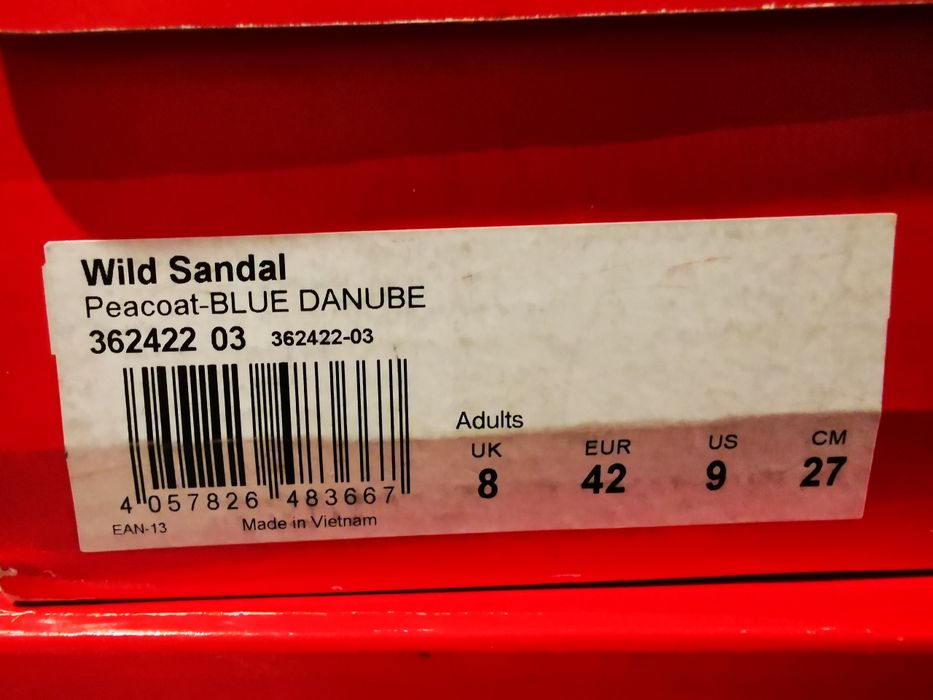 Wild Sandal
Peacoat-BLUE DANUBE
362422 03 362422-03
Adults
UK EUR US CM
8 42 9 27
4 057826 483667
EAN-13 Made in Vietnam